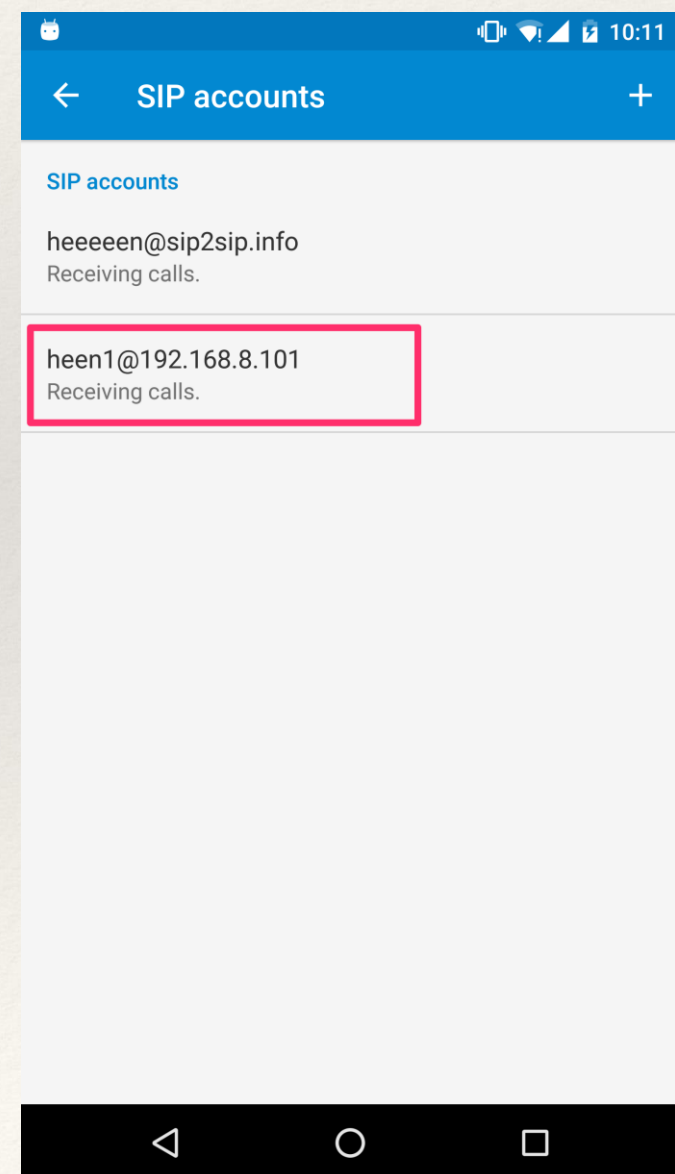 10:11
SIP accounts
SIP accounts
heeeeen@sip2sip.info
Receiving calls.
heen1@192.168.8.101
Receiving calls.